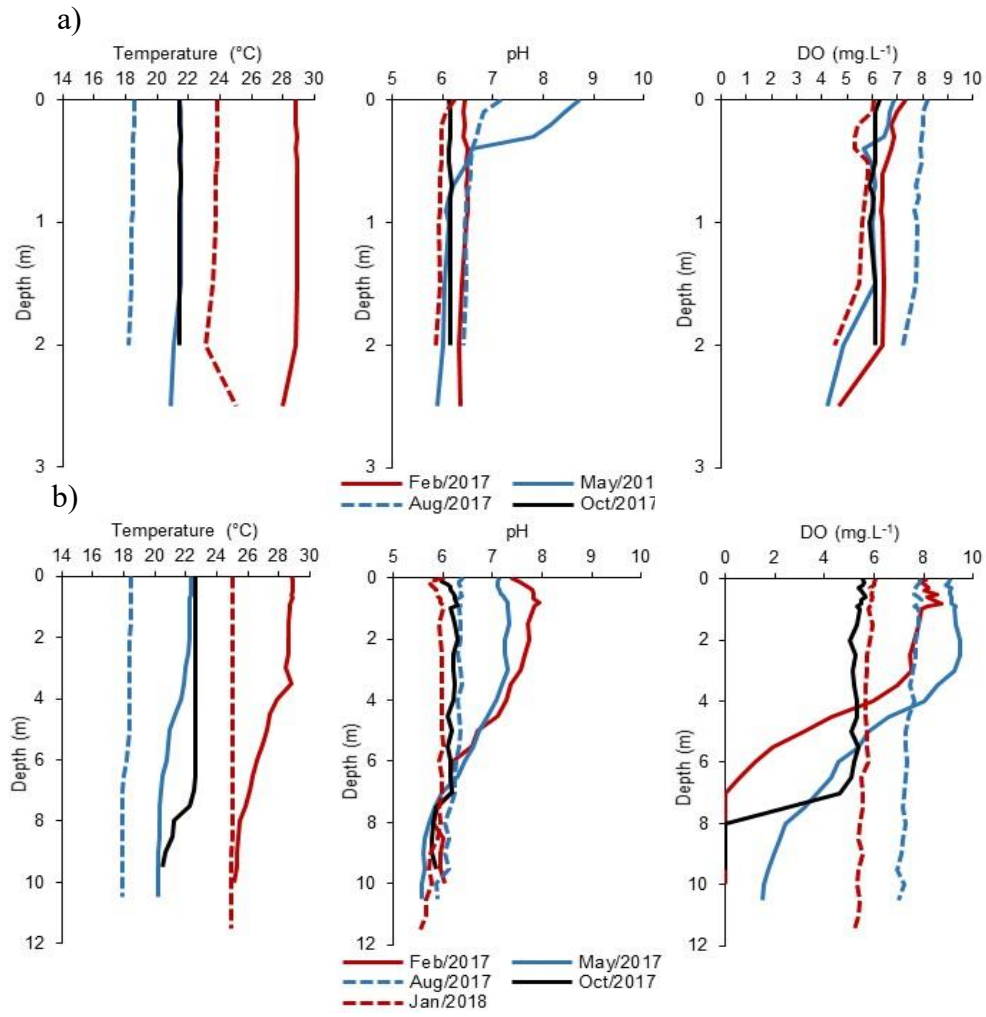 a)
Temperature (°C)
14 16 18 20 22 24 26 28 30
0
1
2
3
Depth (m)
pH
5 6 7 8 9 10
0
1
2
3
Depth (m)
DO (mg.L-1)
0 1 2 3 4 5 6 7 8 9 10
0
1
2
3
Depth (m)
Feb/2017 May/201
Aug/2017 Oct/2017
b)
Temperature (°C)
14 16 18 20 22 24 26 28 30
0
2
4
6
8
10
12
Depth (m)
pH
5 6 7 8 9 10
0
2
4
6
8
10
12
Depth (m)
DO (mg.L-1)
0 2 4 6 8 10
0
2
4
6
8
10
12
Depth (m)
Feb/2017 May/2017
Aug/2017 Oct/2017
Jan/2018